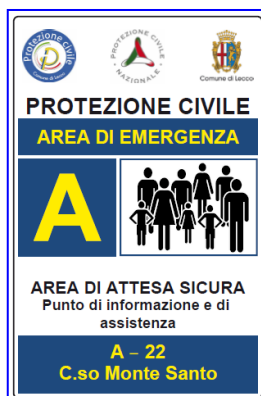 Protezione civile
Comune di Lecco
PROTEZIONE CIVILE
NAZIONALE
Comune di Lecco
PROTEZIONE CIVILE
AREA DI EMERGENZA
A
AREA DI ATTESA SICURA
Punto di informazione e di
assistenza
A – 22
C.so Monte Santo